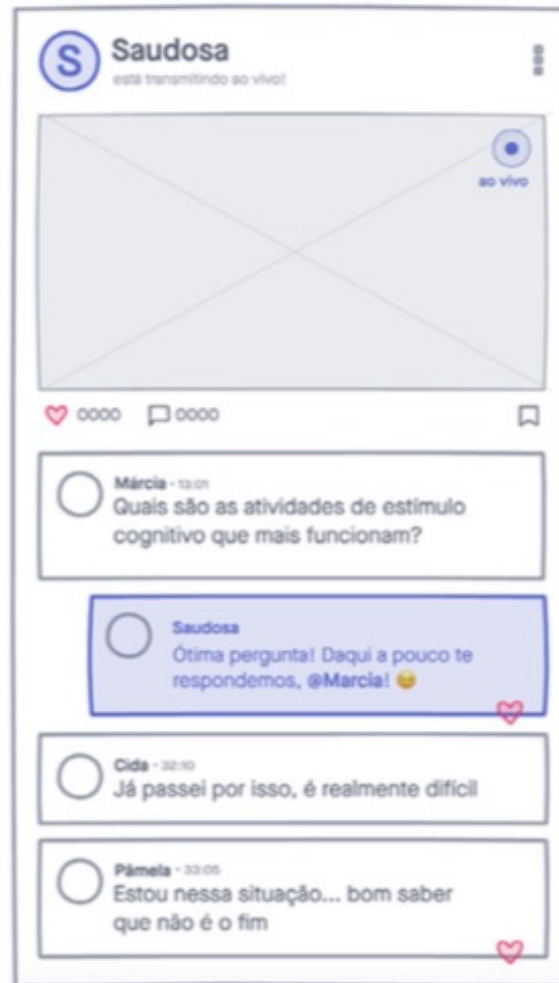 S
Saudosa
está transmitindo ao vivo!
ao vivo
0000 0000
Márcia · 13:01
Quais são as atividades de estímulo
cognitivo que mais funcionam?
Saudosa
Ótima pergunta! Daqui a pouco te
respondemos, @Marcia! 😉
Cida · 32:10
Já passei por isso, é realmente difícil
Pâmela · 33:05
Estou nessa situação... bom saber
que não é o fim